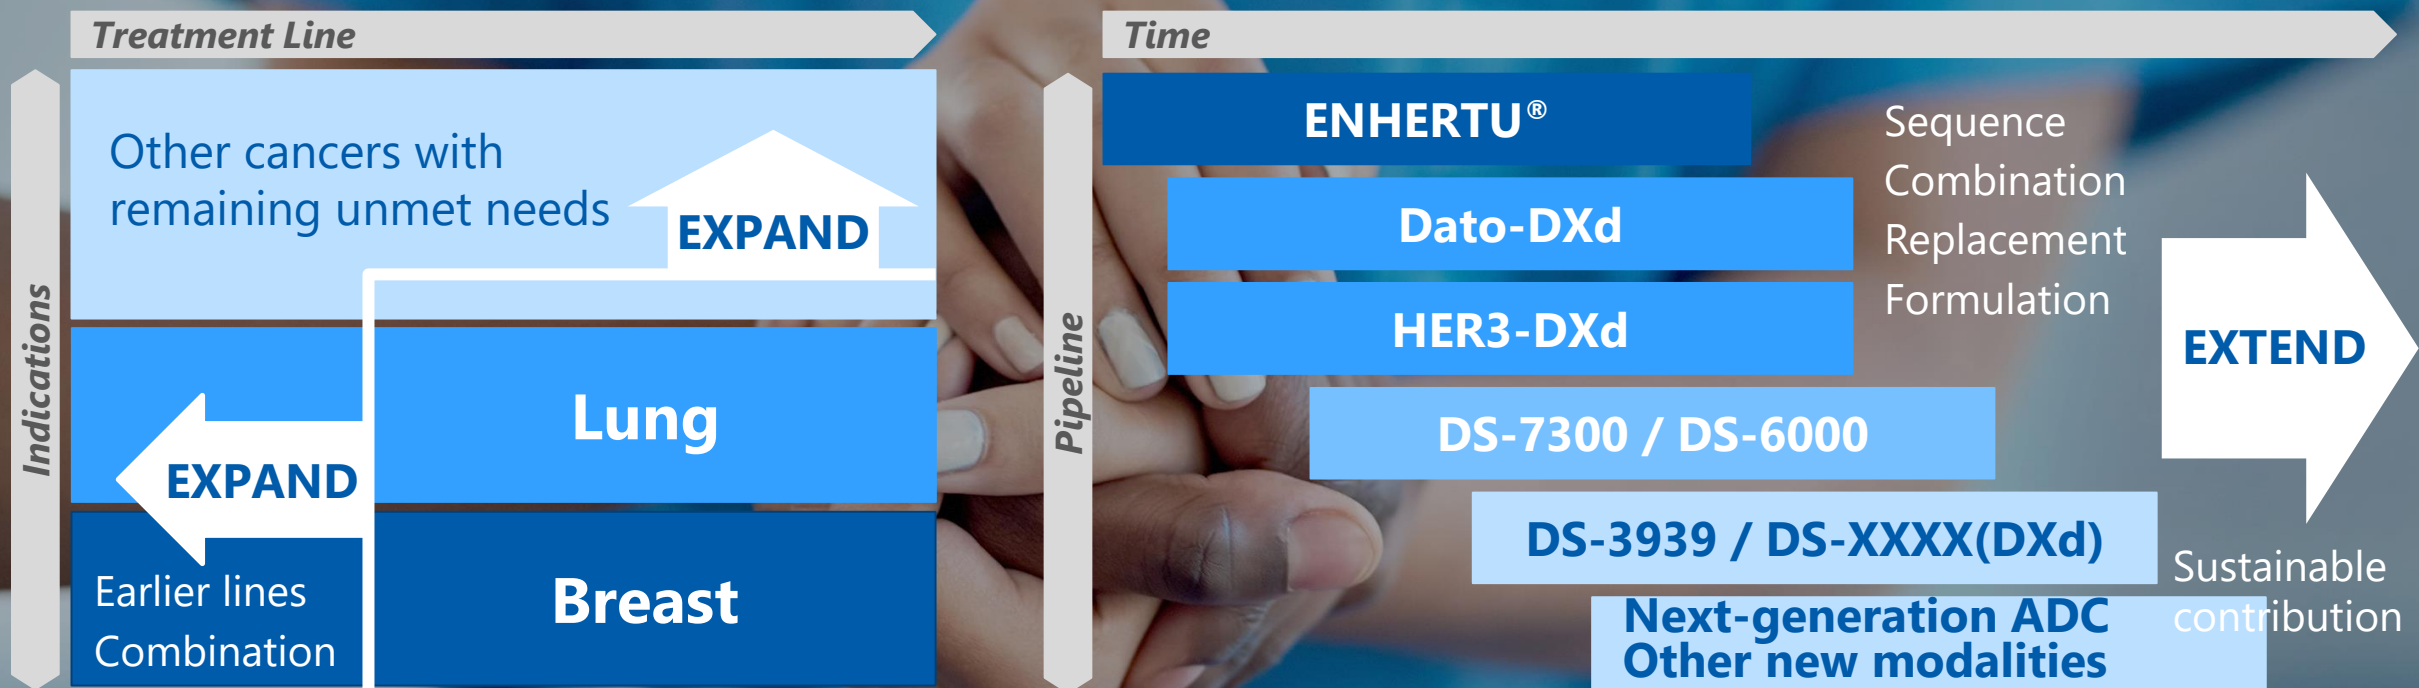 Treatment Line
Indications
Other cancers with
remaining unmet needs
EXPAND
Lung
EXPAND
Earlier lines
Combination
Breast
Time
Pipeline
ENHERTU®
Dato-DXd
HER3-DXd
DS-7300 / DS-6000
DS-3939 / DS-XXXX(DXd)
Next-generation ADC
Other new modalities
Sequence
Combination
Replacement
Formulation
EXTEND
Sustainable
contribution